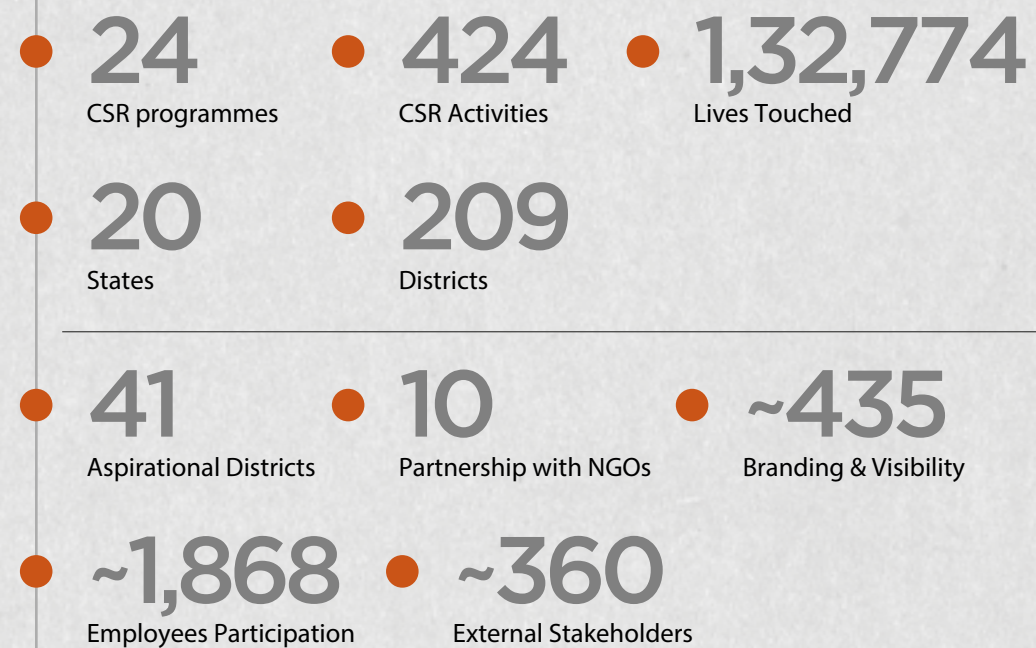 24 424 1,32,774
CSR programmes CSR Activities Lives Touched
20 209
States Districts
41 10 ~435
Aspirational Districts Partnership with NGOs Branding & Visibility
~1,868 ~360
Employees Participation External Stakeholders